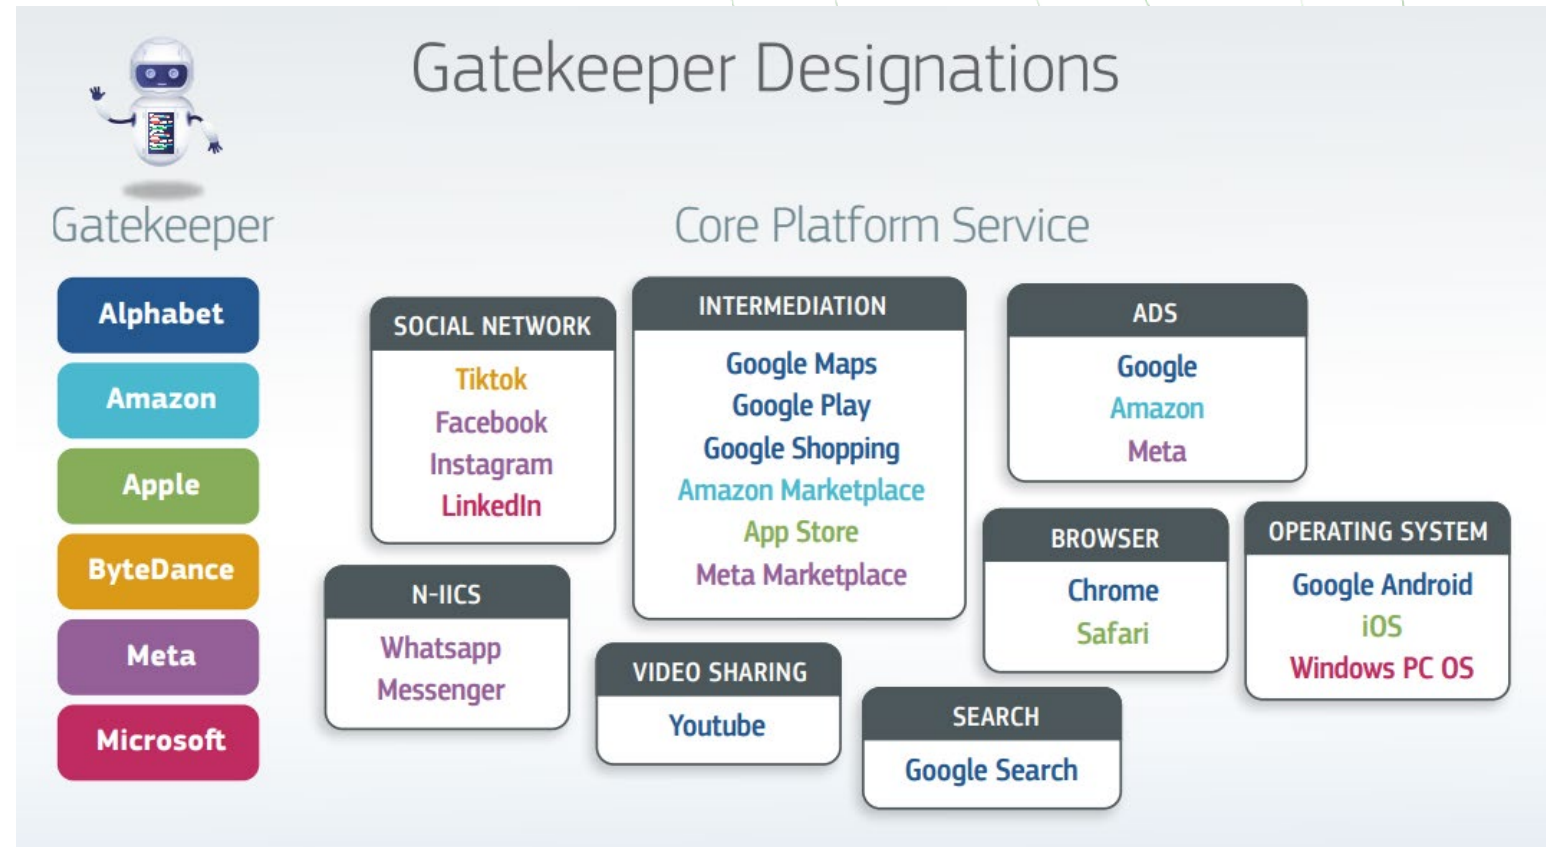 Gatekeeper Designations
Gatekeeper
Core Platform Service
Alphabet
Amazon
Apple
ByteDance
Meta
Microsoft
SOCIAL NETWORK
Tiktok
Facebook
Instagram
LinkedIn
INTERMEDIATION
Google Maps
Google Play
Google Shopping
Amazon Marketplace
App Store
Meta Marketplace
ADS
Google
Amazon
Meta
N-IICS
Whatsapp
Messenger
VIDEO SHARING
Youtube
BROWSER
Chrome
Safari
OPERATING SYSTEM
Google Android
iOS
Windows PC OS
SEARCH
Google Search